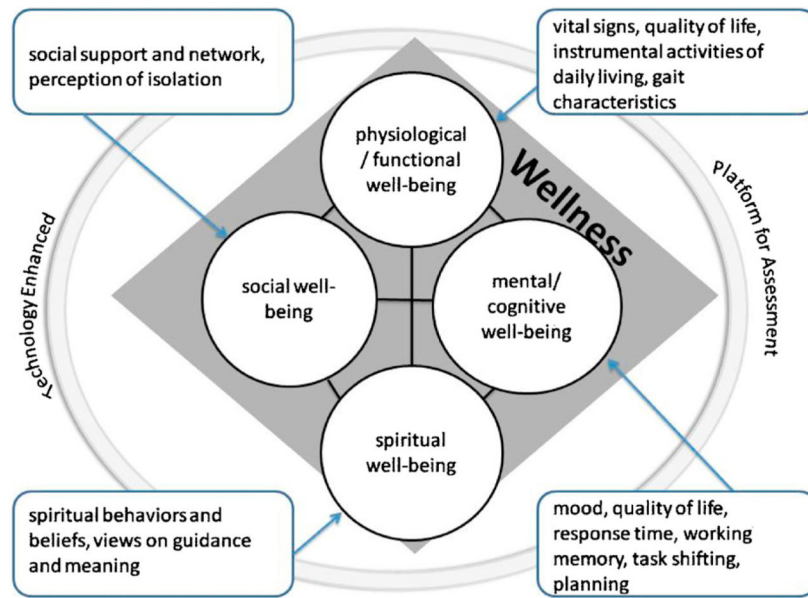 social support and network,
perception of isolation
vital signs, quality of life,
instrumental activities of
daily living, gait
characteristics
physiological
/ functional
well-being
Wellness
Technology Enhanced
Platform for Assessment
social well-
being
mental/
cognitive
well-being
spiritual
well-being
spiritual behaviors and
beliefs, views on guidance
and meaning
mood, quality of life,
response time, working
memory, task shifting,
planning